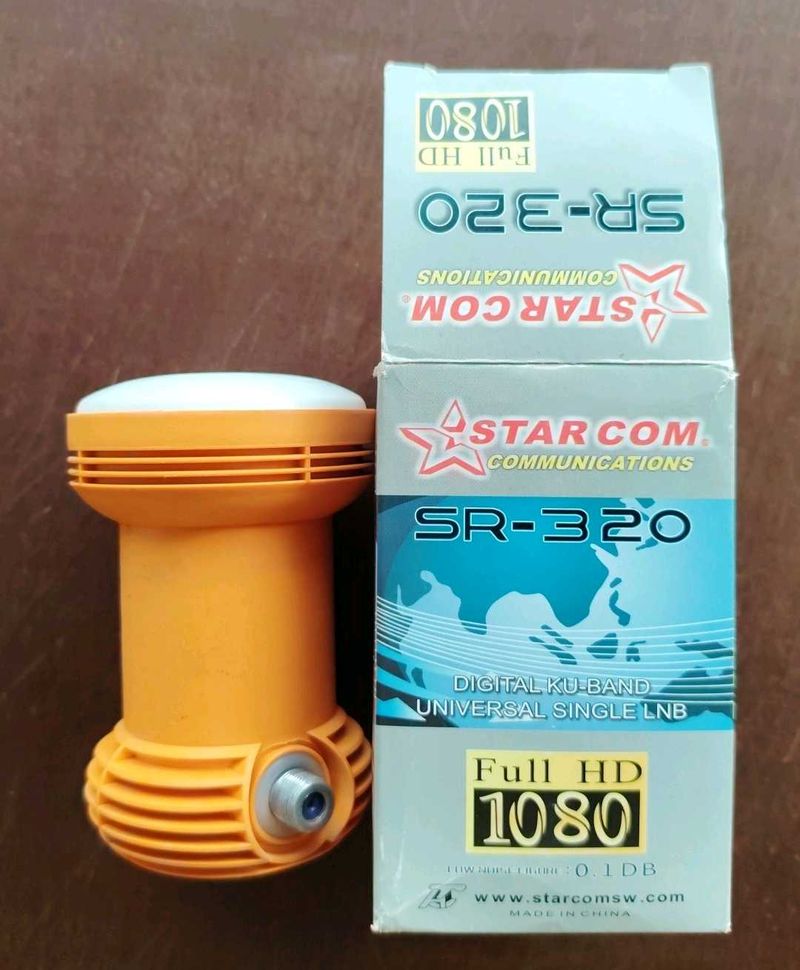 Full HD
1080
SR-320
STAR COM®
COMMUNICATIONS
STAR COM®
COMMUNICATIONS
SR-320
DIGITAL KU-BAND
UNIVERSAL SINGLE LNB
Full HD
1080
LOW NOISE FIGURE: 0.1DB
www.starcomsw.com
MADE IN CHINA